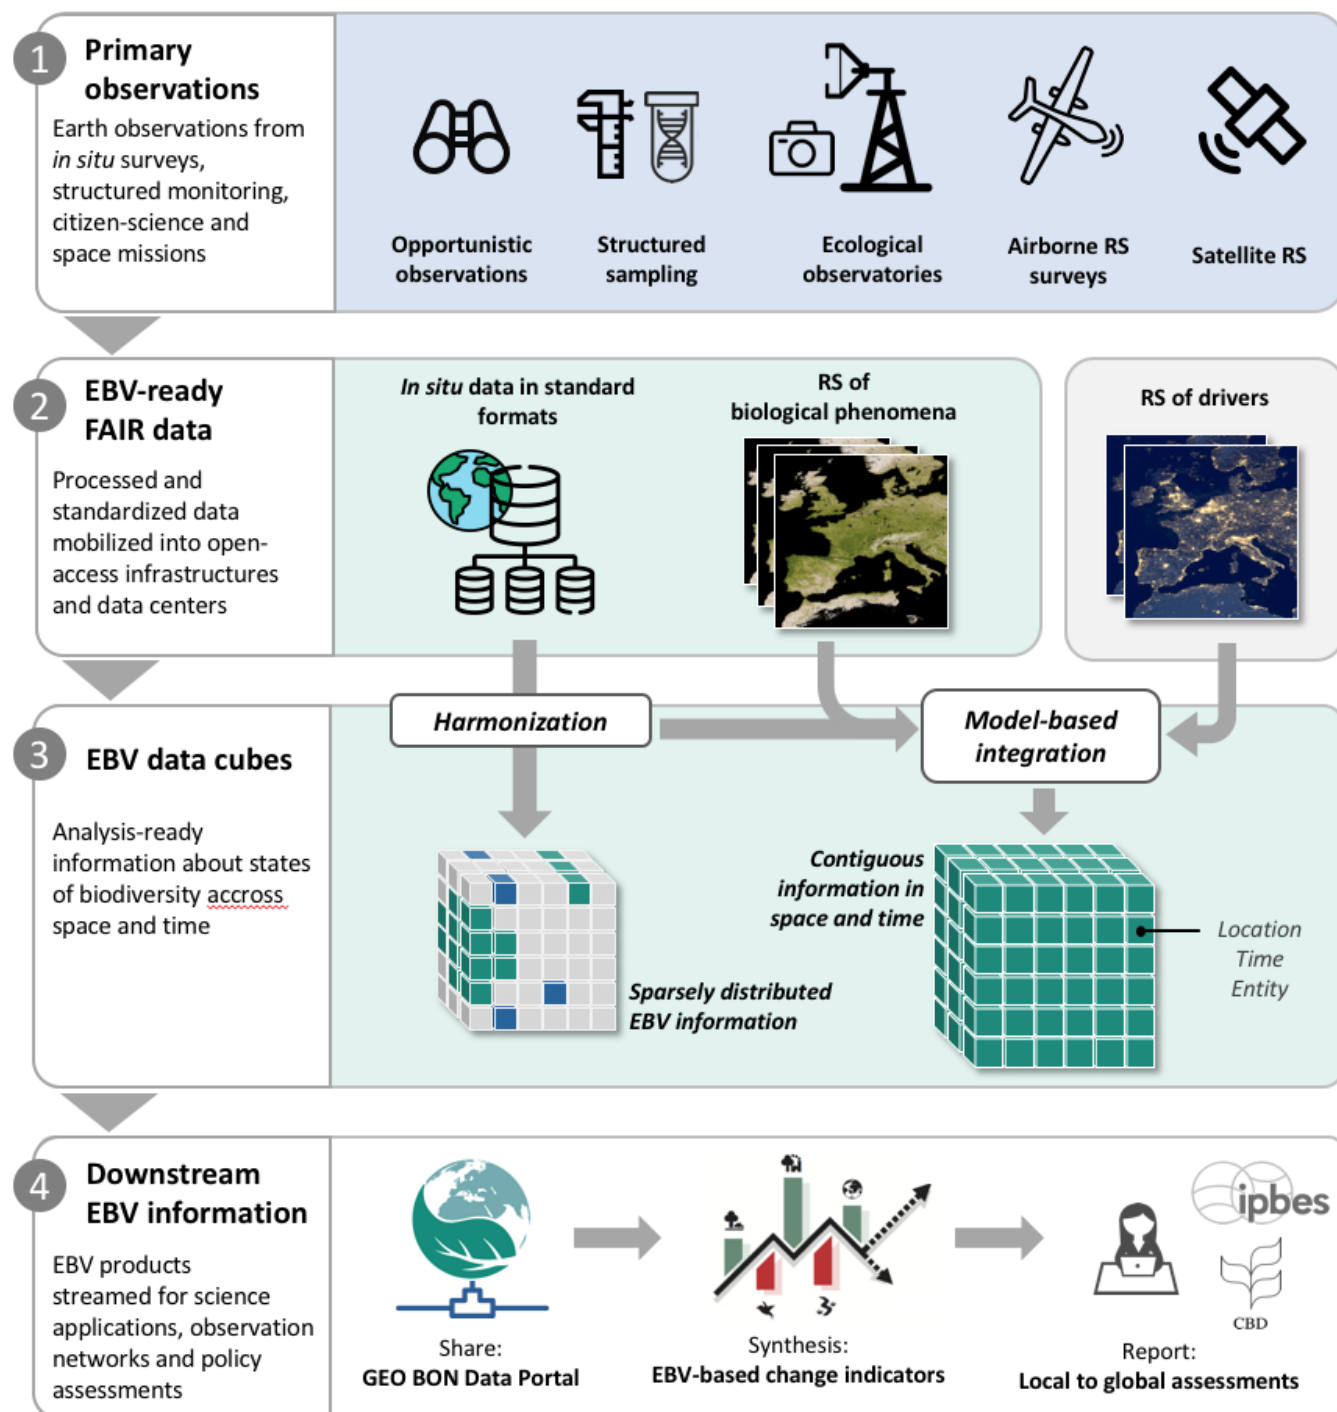 1
Primary
observations
Earth observations from
in situ surveys,
structured monitoring,
citizen-science and
space missions
Opportunistic
observations
Structured
sampling
Ecological
observatories
Airborne RS
surveys
Satellite RS
2
EBV-ready
FAIR data
Processed and
standardized data
mobilized into open-
access infrastructures
and data centers
In situ data in standard
formats
RS of
biological phenomena
RS of drivers
3
EBV data cubes
Analysis-ready
information about states
of biodiversity accross
space and time
Harmonization
Model-based
integration
Sparsely distributed
EBV information
Contiguous
information in
space and time
Location
Time
Entity
4
Downstream
EBV information
EBV products
streamed for science
applications, observation
networks and policy
assessments
Share:
GEO BON Data Portal
Synthesis:
EBV-based change indicators
ipbes
CBD
Report:
Local to global assessments